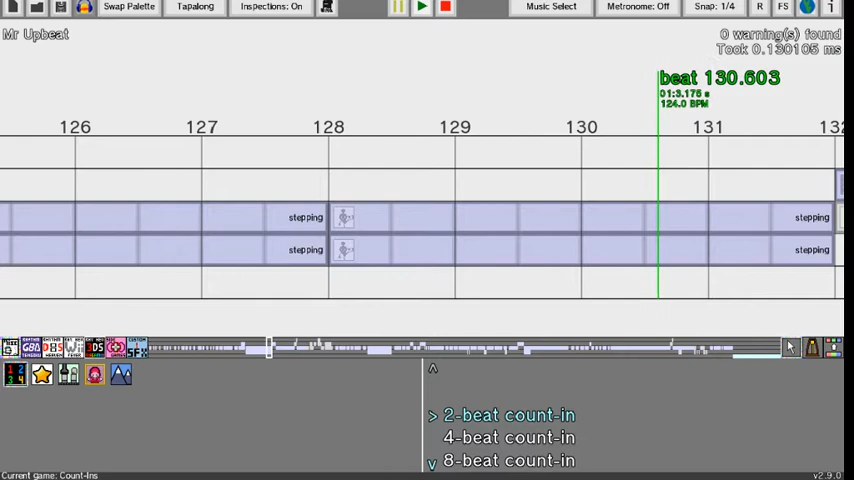 Swap Palette Tapalong Inspections: On Music Select Metronome: Off Snap: 1/4 R FS i
Mr Upbeat
0 warning(s) found
Took 0.130105 ms
beat 130.603
01:3.175 s
124.0 BPM
126 127 128 129 130 131 132
stepping stepping
stepping stepping
^
> 2-beat count-in
4-beat count-in
v 8-beat count-in
Current game: Count-Ins
v2.9.0